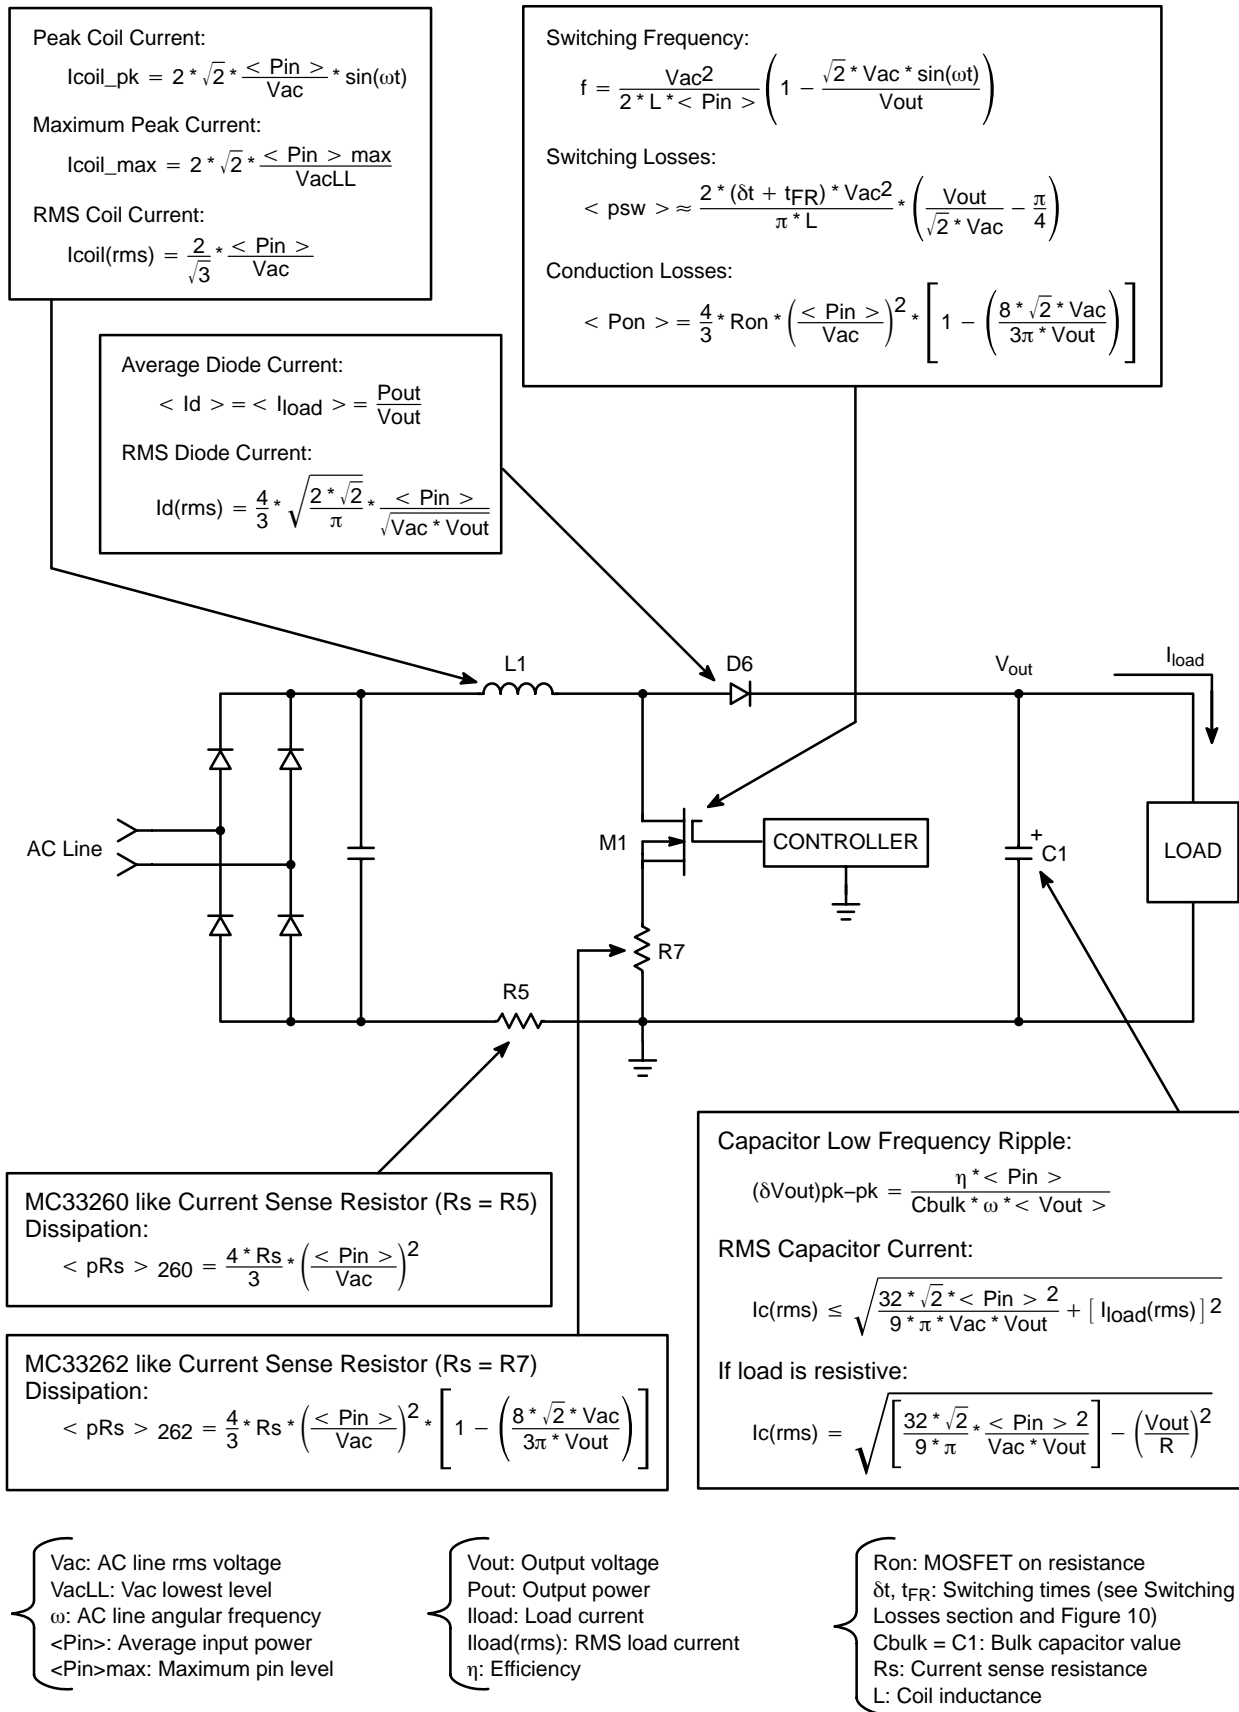 Peak Coil Current:
Icoil_pk = 2 * √2 * < Pin > / Vac * sin(ωt)
Maximum Peak Current:
Icoil_max = 2 * √2 * < Pin > max / VacLL
RMS Coil Current:
Icoil(rms) = 2 / √3 * < Pin > / Vac
Switching Frequency:
f = Vac² / (2 * L * < Pin >) (1 − √2 * Vac * sin(ωt) / Vout)
Switching Losses:
< psw > ≈ 2 * (δt + tFR) * Vac² / (π * L) * (Vout / (√2 * Vac) − π / 4)
Conduction Losses:
< Pon > = 4 / 3 * Ron * (< Pin > / Vac)² * [1 − (8 * √2 * Vac / (3π * Vout))]
Average Diode Current:
< Id > = < Iload > = Pout / Vout
RMS Diode Current:
Id(rms) = 4 / 3 * √(2 * √2 / π) * < Pin > / √(Vac * Vout)
L1
D6
Vout
Iload
AC Line
M1
CONTROLLER
+
C1
LOAD
R7
R5
MC33260 like Current Sense Resistor (Rs = R5)
Dissipation:
< pRs > 260 = 4 * Rs / 3 * (< Pin > / Vac)²
MC33262 like Current Sense Resistor (Rs = R7)
Dissipation:
< pRs > 262 = 4 / 3 * Rs * (< Pin > / Vac)² * [1 − (8 * √2 * Vac / (3π * Vout))]
Capacitor Low Frequency Ripple:
(δVout)pk–pk = η * < Pin > / (Cbulk * ω * < Vout >)
RMS Capacitor Current:
Ic(rms) ≤ √(32 * √2 * < Pin > ² / (9 * π * Vac * Vout) + [ Iload(rms) ] ²)
If load is resistive:
Ic(rms) = √([32 * √2 / (9 * π) * < Pin > ² / (Vac * Vout)] − (Vout / R)²)
Vac: AC line rms voltage
VacLL: Vac lowest level
ω: AC line angular frequency
<Pin>: Average input power
<Pin>max: Maximum pin level
Vout: Output voltage
Pout: Output power
Iload: Load current
Iload(rms): RMS load current
η: Efficiency
Ron: MOSFET on resistance
δt, tFR: Switching times (see Switching
Losses section and Figure 10)
Cbulk = C1: Bulk capacitor value
Rs: Current sense resistance
L: Coil inductance